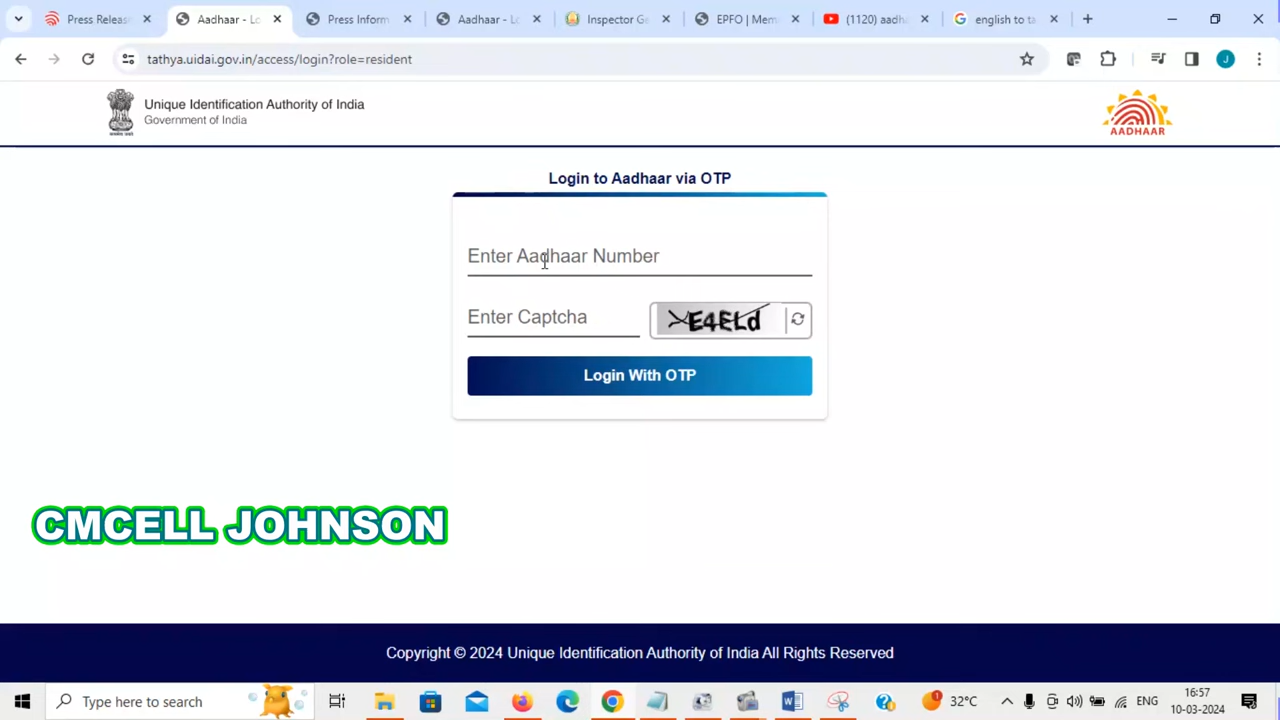 Press Releas
Aadhaar - Lo
Press Inform
Aadhaar - Lo
Inspector Ge
EPFO | Mem
(1120) aadha
english to ta
tathya.uidai.gov.in/access/login?role=resident
J
Unique Identification Authority of India
Government of India
AADHAAR
Login to Aadhaar via OTP
Enter Aadhaar Number
Enter Captcha
Login With OTP
CMCELL JOHNSON
Copyright © 2024 Unique Identification Authority of India All Rights Reserved
Type here to search
32°C
ENG
16:57
10-03-2024